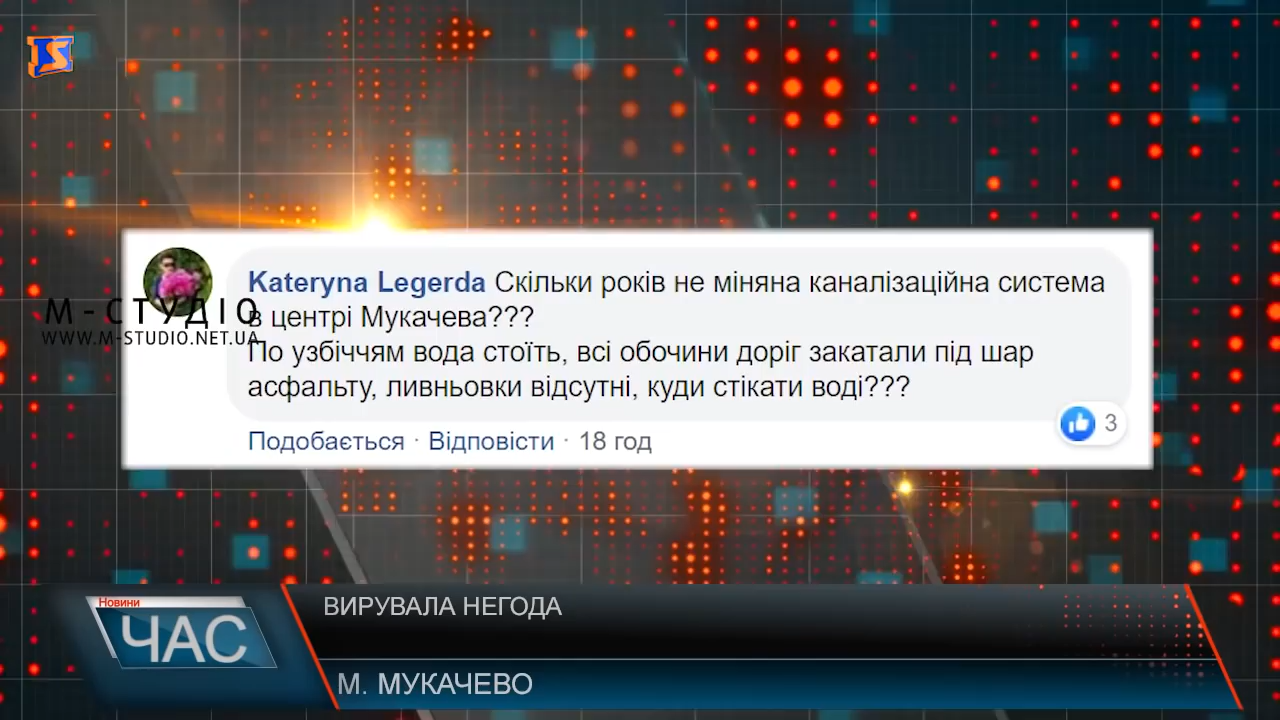 Kateryna Legerda Скільки років не міняна каналізаційна система
в центрі Мукачева???
По узбіччям вода стоїть, всі обочини доріг закатали під шар
асфальту, ливньовки відсутні, куди стікати воді???
Подобається · Відповісти · 18 год
3
М-СТУДІО
WWW.M-STUDIO.NET.UA
Новини
ЧАС
ВИРУВАЛА НЕГОДА
М. МУКАЧЕВО